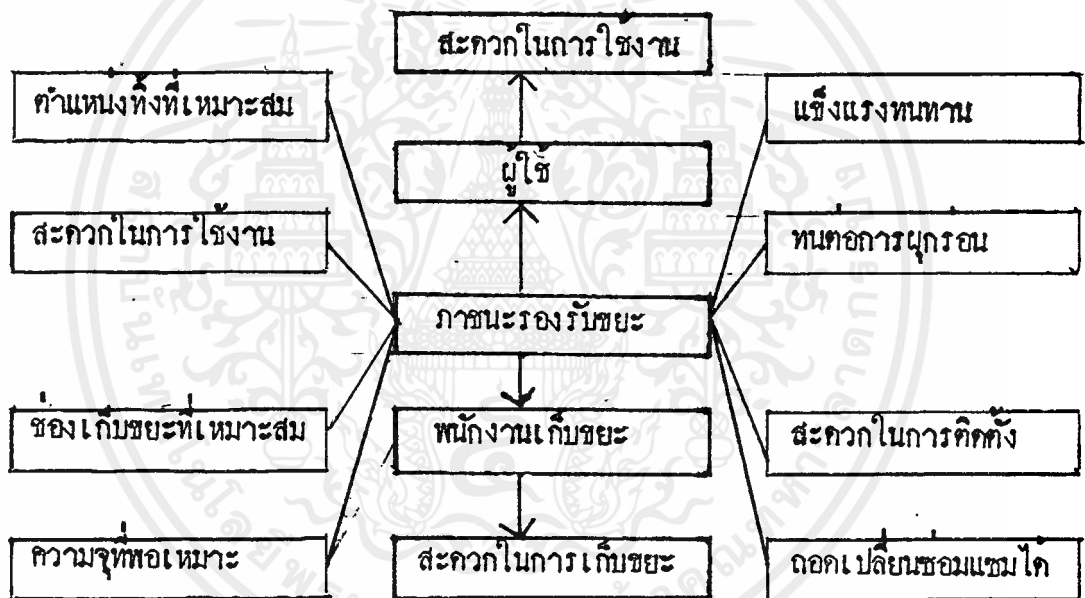 สะดวกในการใช้งาน
ตำแหน่งทิ้งที่เหมาะสม
แข็งแรงทนทาน
ผู้ใช้
สะดวกในการใช้งาน
ทนต่อการผุกร่อน
ภาชนะรองรับขยะ
ช่องเก็บขยะที่เหมาะสม
พนักงานเก็บขยะ
สะดวกในการติดตั้ง
ความจุที่พอเหมาะ
สะดวกในการเก็บขยะ
ถอดเปลี่ยนซ่อมแซมได้